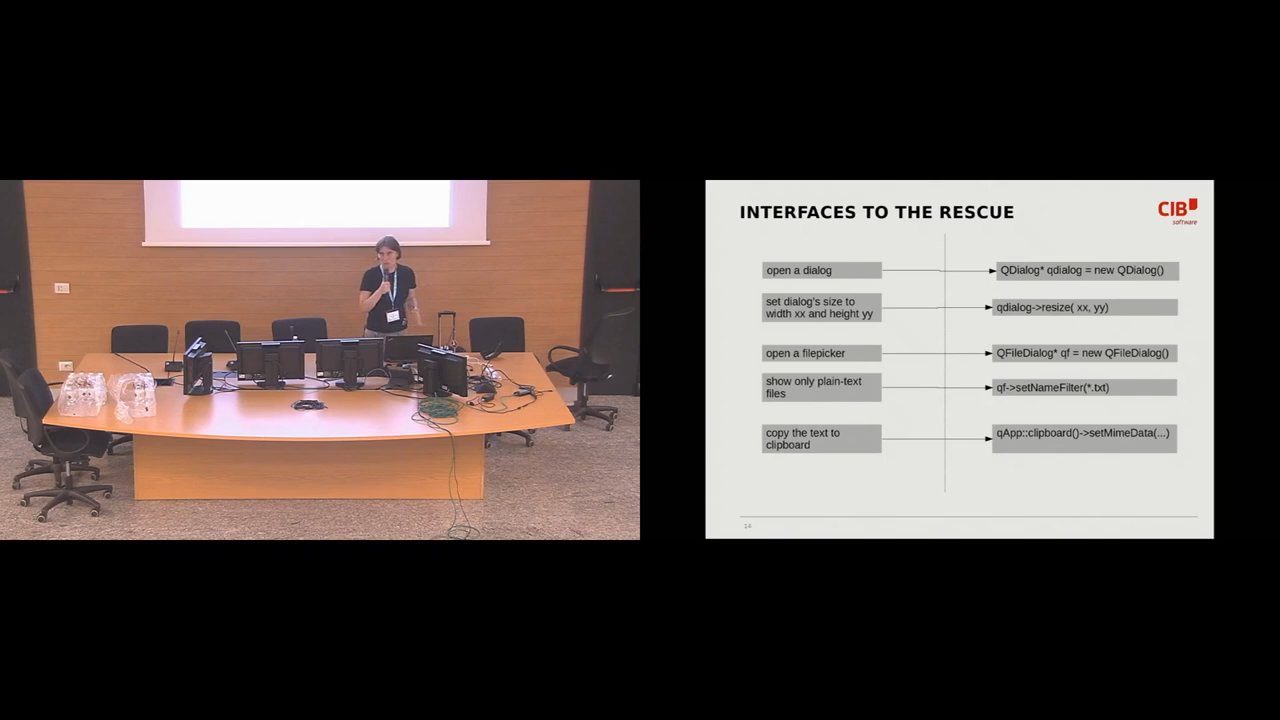 INTERFACES TO THE RESCUE
CIB
software
open a dialog
QDialog* qdialog = new QDialog()
set dialog's size to
width xx and height yy
qdialog->resize( xx, yy)
open a filepicker
QFileDialog* qf = new QFileDialog()
show only plain-text
files
qf->setNameFilter(*.txt)
copy the text to
clipboard
qApp::clipboard()->setMimeData(...)
14